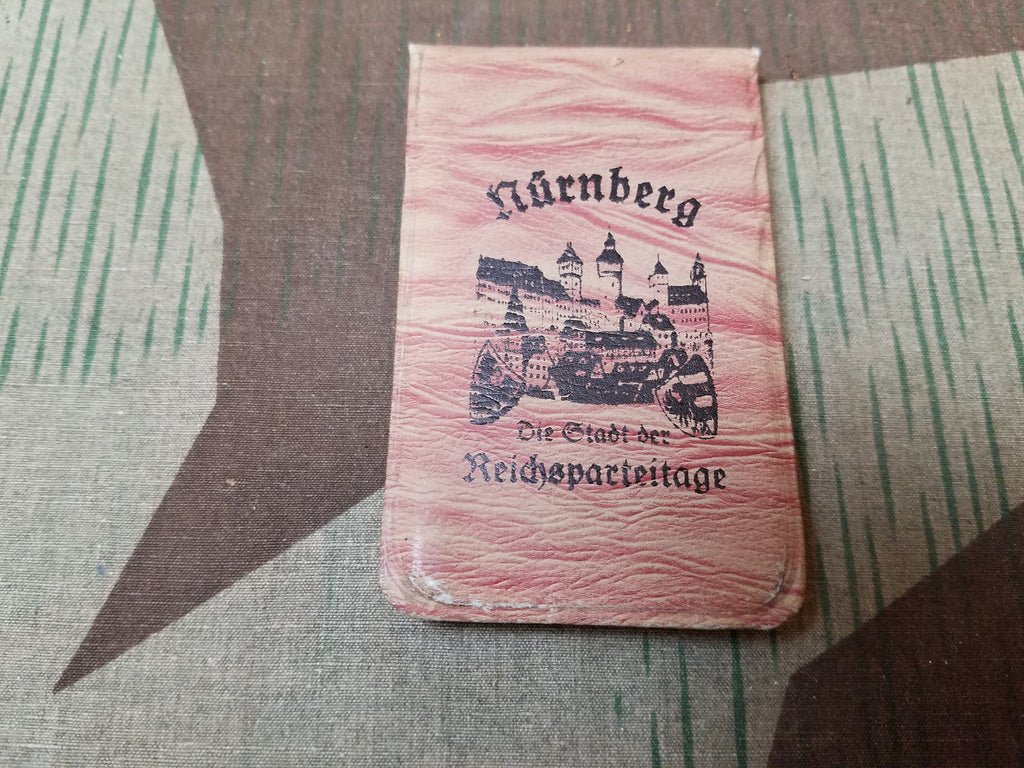 Nürnberg
Die Stadt der
Reichsparteitage